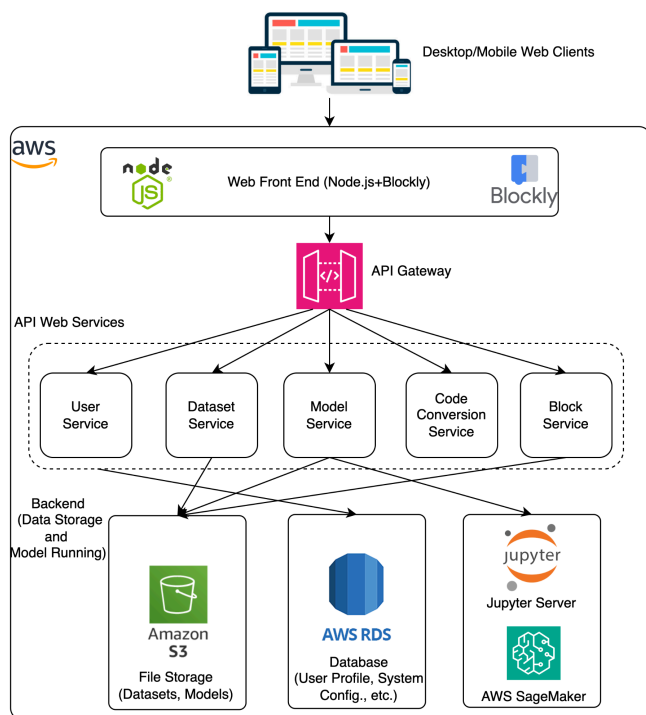 Desktop/Mobile Web Clients
aws
node
JS
®
Web Front End (Node.js+Blockly)
Blockly
</>
API Gateway
API Web Services
User
Service
Dataset
Service
Model
Service
Code
Conversion
Service
Block
Service
Backend
(Data Storage
and
Model Running)
Amazon
S3
File Storage
(Datasets, Models)
AWS RDS
Database
(User Profile, System
Config., etc.)
jupyter
Jupyter Server
AWS SageMaker